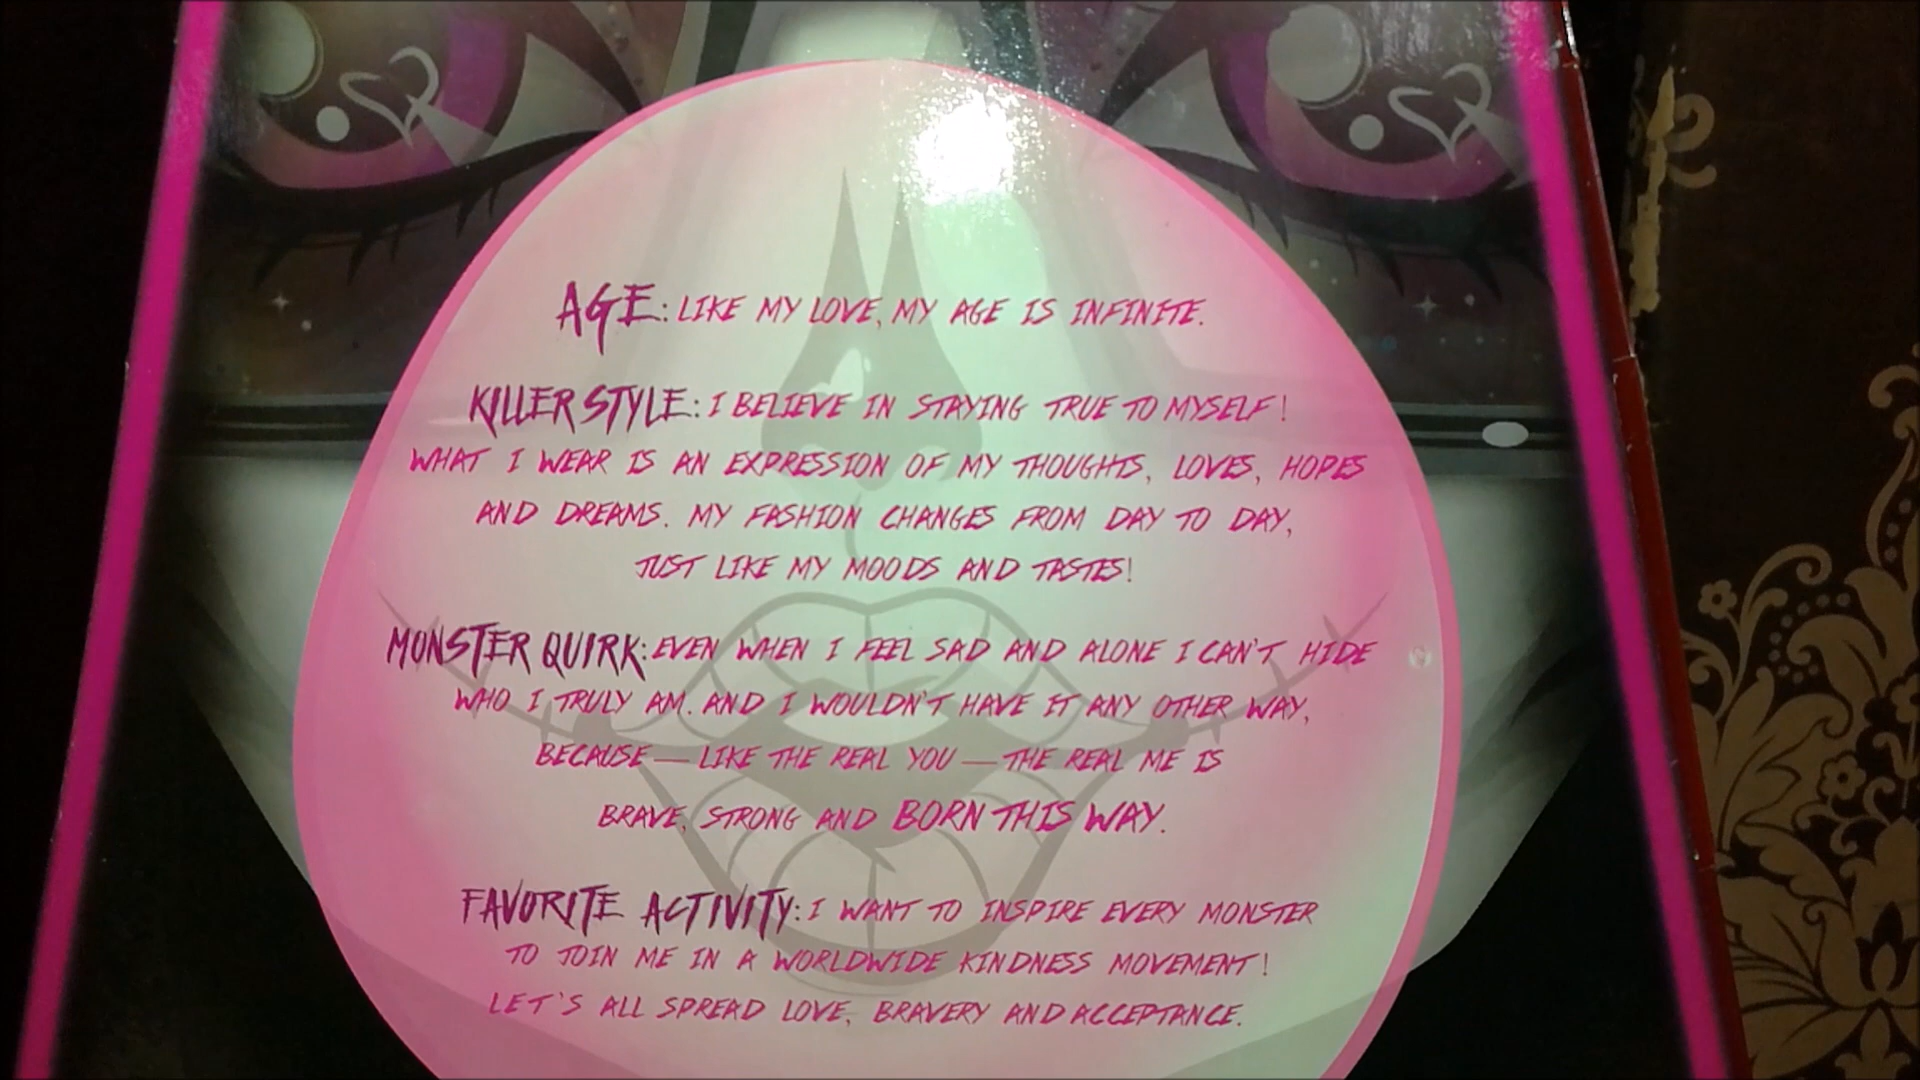 AGE: LIKE MY LOVE, MY AGE IS INFINITE.
KILLER STYLE: I BELIEVE IN STAYING TRUE TO MYSELF!
WHAT I WEAR IS AN EXPRESSION OF MY THOUGHTS, LOVES, HOPES
AND DREAMS. MY FASHION CHANGES FROM DAY TO DAY,
JUST LIKE MY MOODS AND TASTES!
MONSTER QUIRK: EVEN WHEN I FEEL SAD AND ALONE I CAN'T HIDE
WHO I TRULY AM. AND I WOULDN'T HAVE IT ANY OTHER WAY,
BECAUSE — LIKE THE REAL YOU — THE REAL ME IS
BRAVE, STRONG AND BORN THIS WAY.
FAVORITE ACTIVITY: I WANT TO INSPIRE EVERY MONSTER
TO JOIN ME IN A WORLDWIDE KINDNESS MOVEMENT!
LET'S ALL SPREAD LOVE, BRAVERY AND ACCEPTANCE.